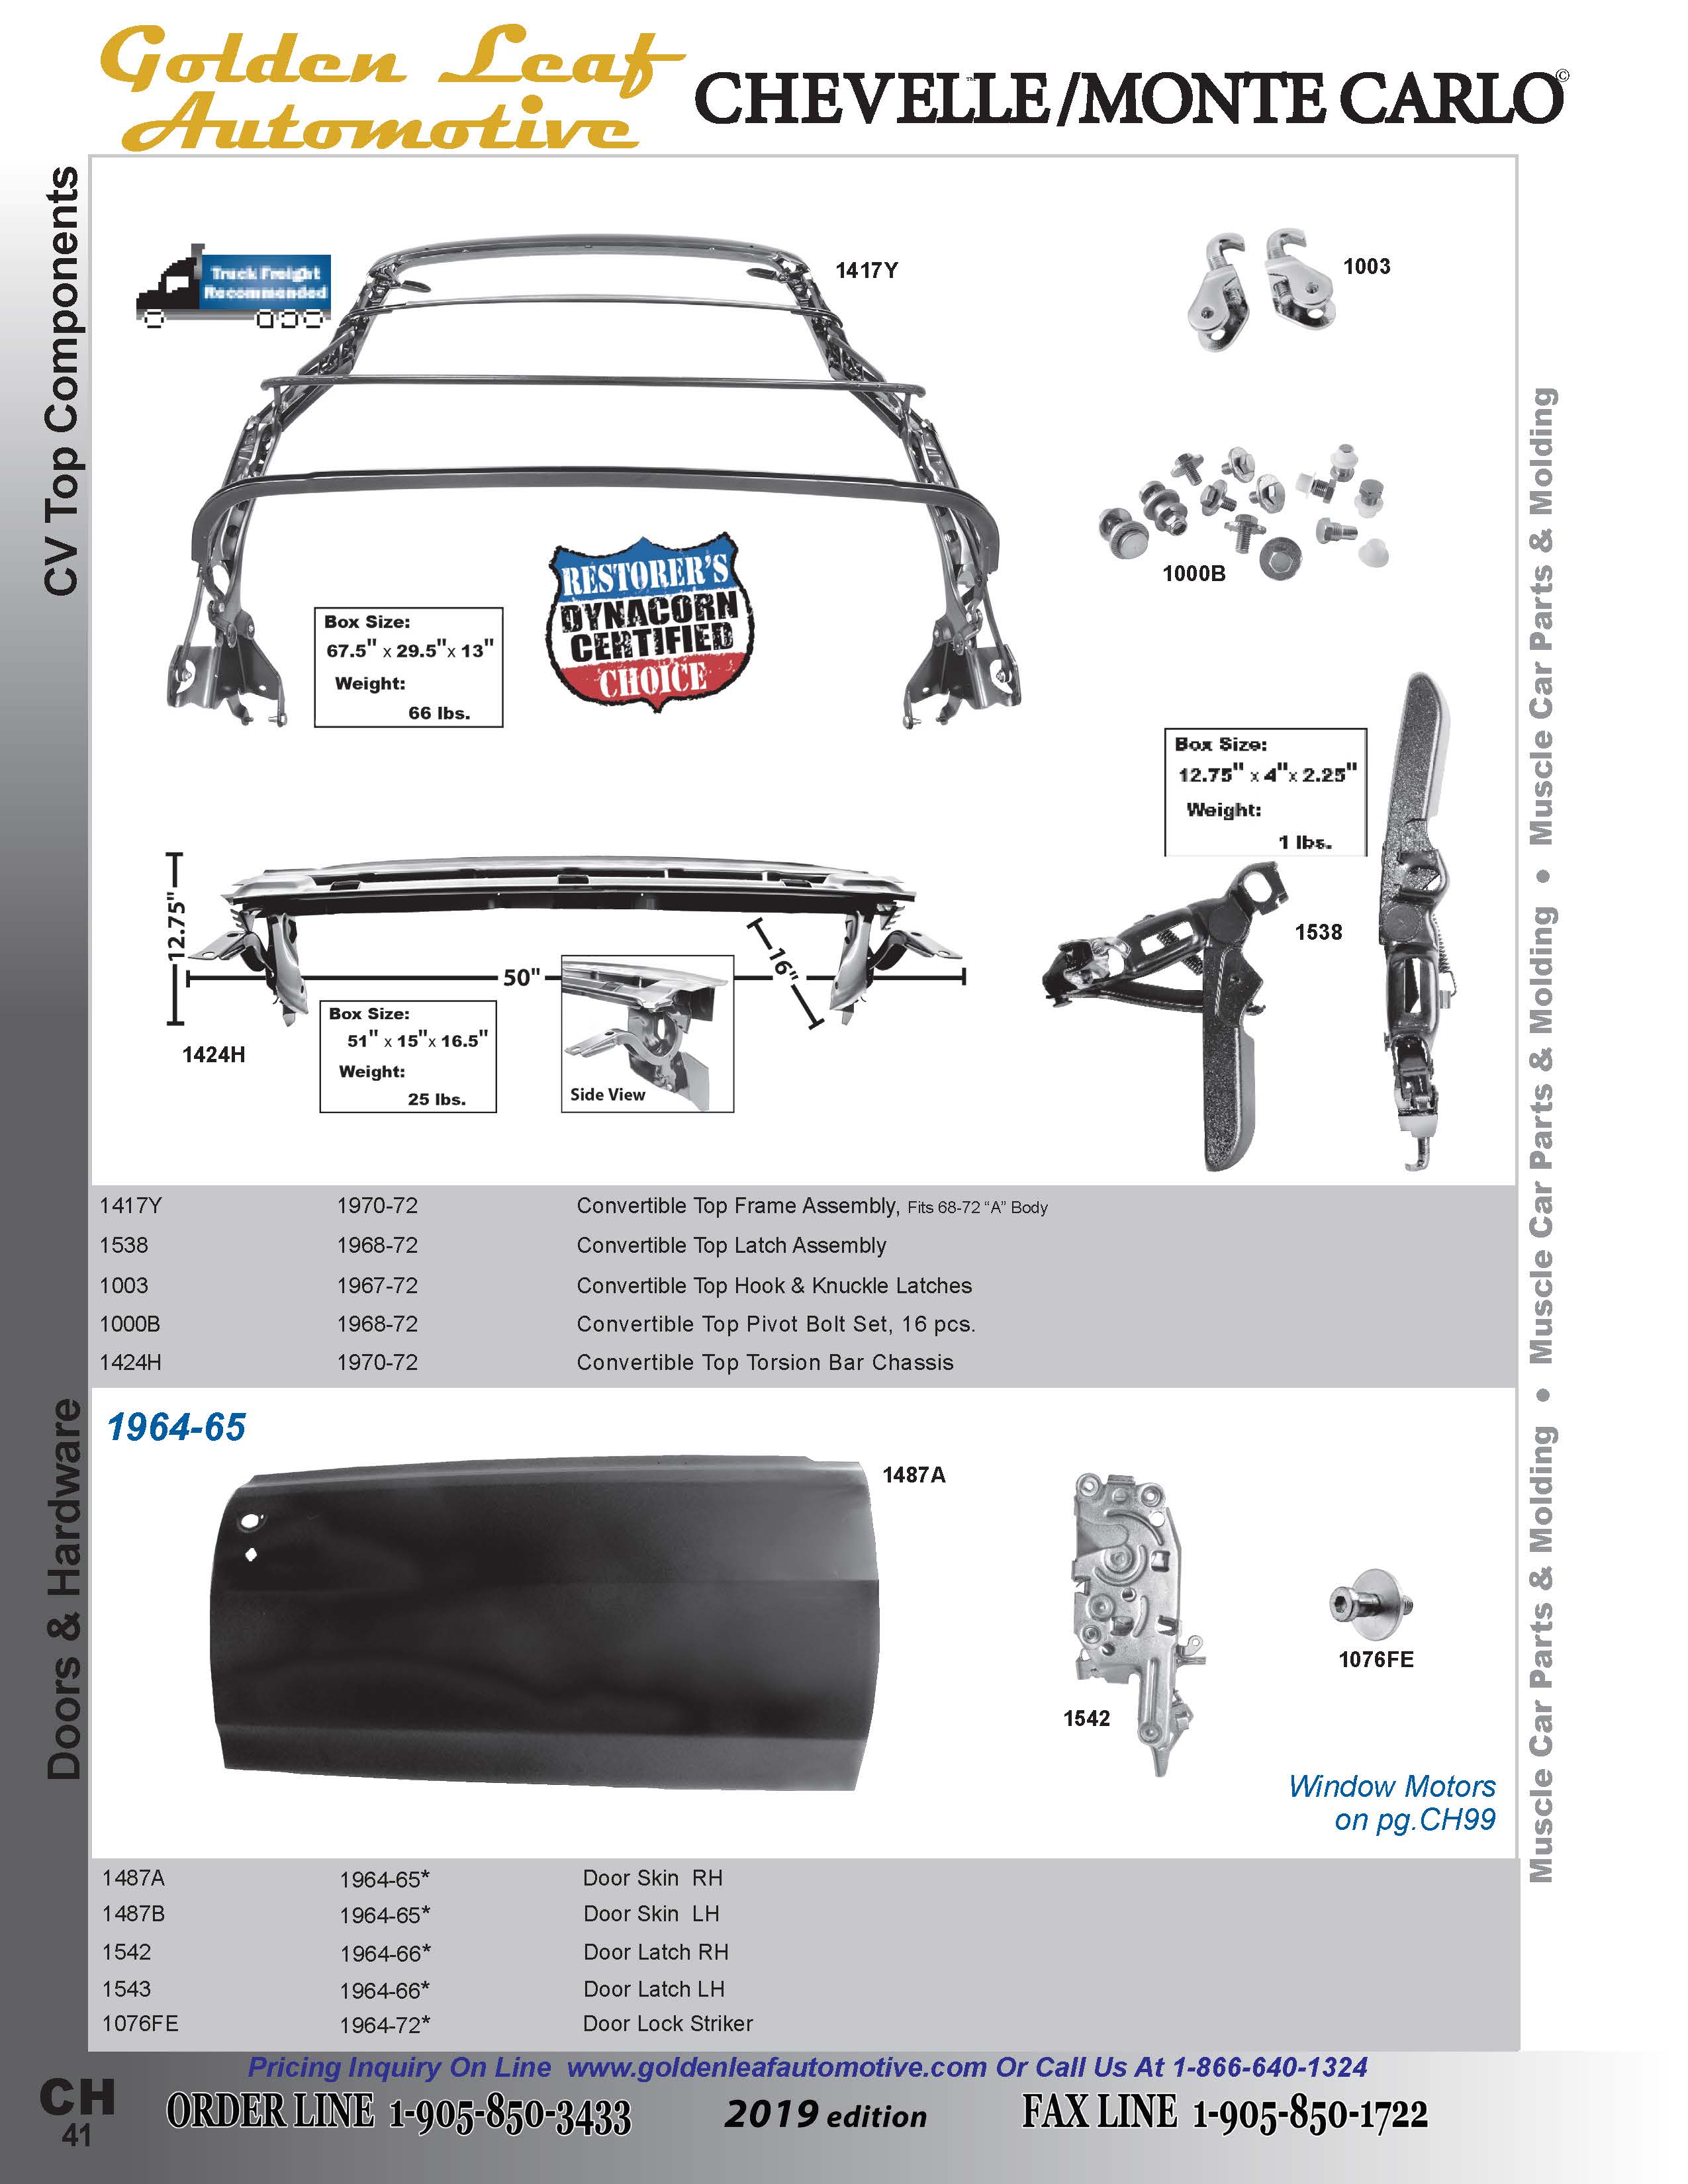 Golden Leaf
Automotive
CHEVELLE/MONTE CARLO©
™
CV Top Components
Truck Freight
Recommended
1417Y
1003
1000B
RESTORER'S
DYNACORN
CERTIFIED
CHOICE
Box Size:
67.5" x 29.5"x 13"
Weight:
66 lbs.
Box Size:
12.75" x 4"x 2.25"
Weight:
1 lbs.
1538
12.75"
50"
16"
1424H
Box Size:
51" x 15"x 16.5"
Weight:
25 lbs.
Side View
1417Y 1970-72 Convertible Top Frame Assembly, Fits 68-72 “A” Body
1538 1968-72 Convertible Top Latch Assembly
1003 1967-72 Convertible Top Hook & Knuckle Latches
1000B 1968-72 Convertible Top Pivot Bolt Set, 16 pcs.
1424H 1970-72 Convertible Top Torsion Bar Chassis
Doors & Hardware
1964-65
1487A
1542
1076FE
Window Motors
on pg.CH99
1487A 1964-65* Door Skin RH
1487B 1964-65* Door Skin LH
1542 1964-66* Door Latch RH
1543 1964-66* Door Latch LH
1076FE 1964-72* Door Lock Striker
Muscle Car Parts & Molding • Muscle Car Parts & Molding • Muscle Car Parts & Molding
Pricing Inquiry On Line www.goldenleafautomotive.com Or Call Us At 1-866-640-1324
CH
41
ORDER LINE 1-905-850-3433
2019 edition
FAX LINE 1-905-850-1722